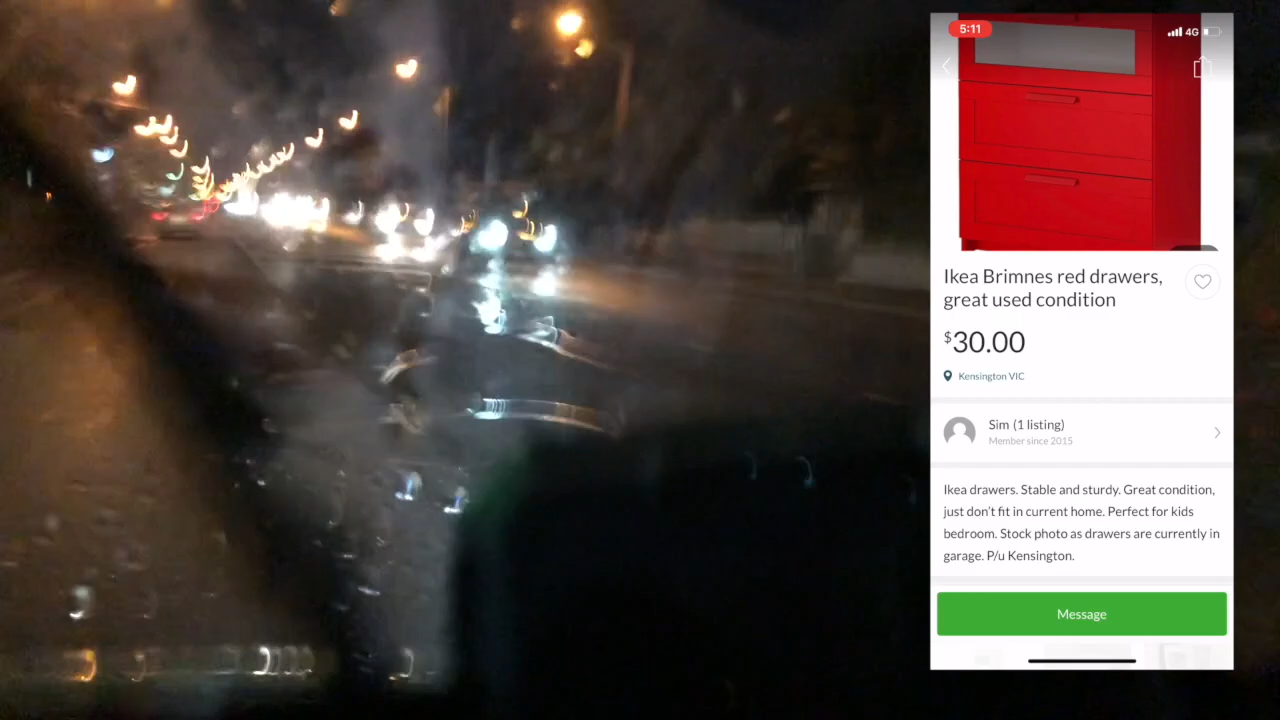 5:11
4G
Ikea Brimnes red drawers,
great used condition
$30.00
Kensington VIC
Sim (1 listing)
Member since 2015
Ikea drawers. Stable and sturdy. Great condition,
just don't fit in current home. Perfect for kids
bedroom. Stock photo as drawers are currently in
garage. P/u Kensington.
Message